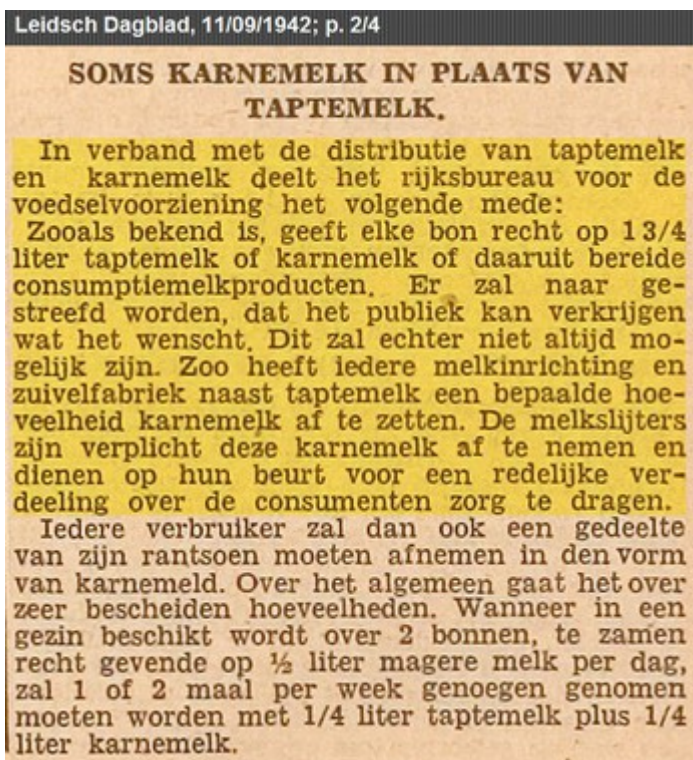 Leidsch Dagblad, 11/09/1942; p. 2/4
SOMS KARNEMELK IN PLAATS VAN
TAPTEMELK.
In verband met de distributie van taptemelk
en karnemelk deelt het rijksbureau voor de
voedselvoorziening het volgende mede:
Zooals bekend is, geeft elke bon recht op 1 3/4
liter taptemelk of karnemelk of daaruit bereide
consumptiemelkproducten. Er zal naar ge-
streefd worden, dat het publiek kan verkrijgen
wat het wenscht. Dit zal echter niet altijd mo-
gelijk zijn. Zoo heeft iedere melkinrichting en
zuivelfabriek naast taptemelk een bepaalde hoe-
veelheid karnemelk af te zetten. De melkslijters
zijn verplicht deze karnemelk af te nemen en
dienen op hun beurt voor een redelijke ver-
deeling over de consumenten zorg te dragen.
Iedere verbruiker zal dan ook een gedeelte
van zijn rantsoen moeten afnemen in den vorm
van karnemeld. Over het algemeen gaat het over
zeer bescheiden hoeveelheden. Wanneer in een
gezin beschikt wordt over 2 bonnen, te zamen
recht gevende op ½ liter magere melk per dag,
zal 1 of 2 maal per week genoegen genomen
moeten worden met 1/4 liter taptemelk plus 1/4
liter karnemelk.